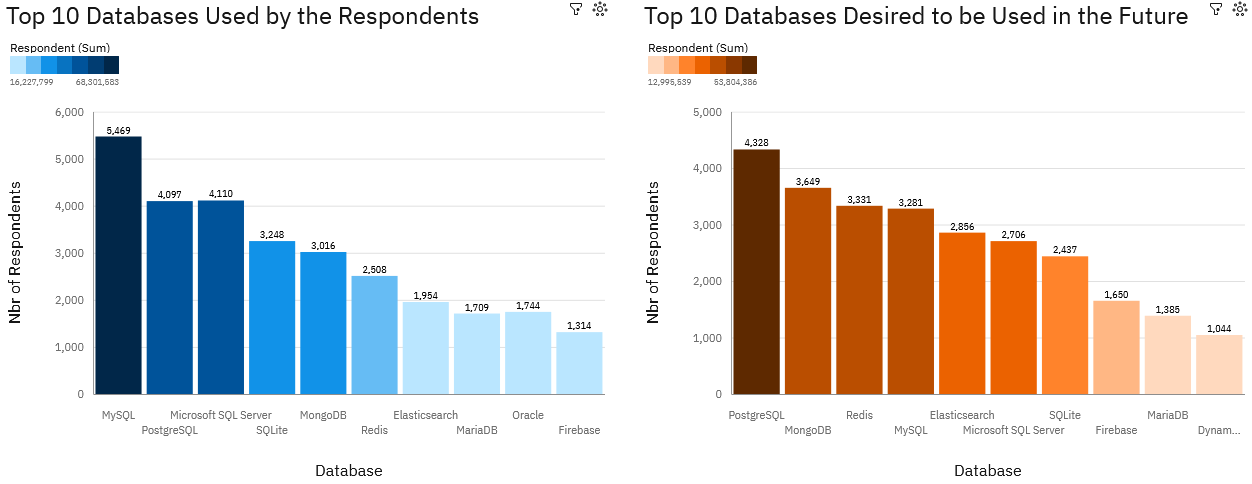 Top 10 Databases Used by the Respondents
Respondent (Sum)
16,227,799 68,301,583
Nbr of Respondents
6,000
5,000
4,000
3,000
2,000
1,000
0
5,469
4,097
4,110
3,248
3,016
2,508
1,954
1,709
1,744
1,314
MySQL Microsoft SQL Server MongoDB Elasticsearch Oracle
PostgreSQL SQLite Redis MariaDB Firebase
Database
Top 10 Databases Desired to be Used in the Future
Respondent (Sum)
12,995,539 53,804,386
Nbr of Respondents
5,000
4,000
3,000
2,000
1,000
0
4,328
3,649
3,331
3,281
2,856
2,706
2,437
1,650
1,385
1,044
PostgreSQL Redis Elasticsearch SQLite MariaDB
MongoDB MySQL Microsoft SQL Server Firebase Dynam...
Database